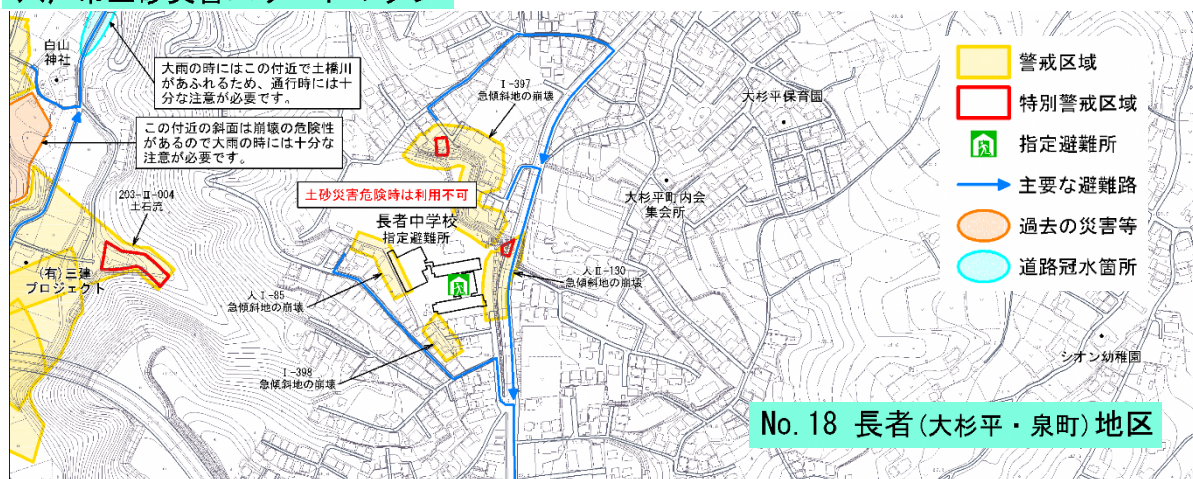 白山
神社
大雨の時にはこの付近で土橋川
があふれるため、通行時には十
分な注意が必要です。
この付近の斜面は崩壊の危険性
があるので大雨の時には十分な
注意が必要です。
203-Ⅱ-004
土石流
(有)三建
プロジェクト
Ⅰ-397
急傾斜地の崩壊
土砂災害危険時は利用不可
長者中学校
指定避難所
人Ⅰ-85
急傾斜地の崩壊
Ⅰ-398
急傾斜地の崩壊
人Ⅱ-130
急傾斜地の崩壊
大杉平保育園
大杉平町内会
集会所
シオン幼稚園
警戒区域
特別警戒区域
指定避難所
主要な避難路
過去の災害等
道路冠水箇所
No.18 長者(大杉平・泉町)地区